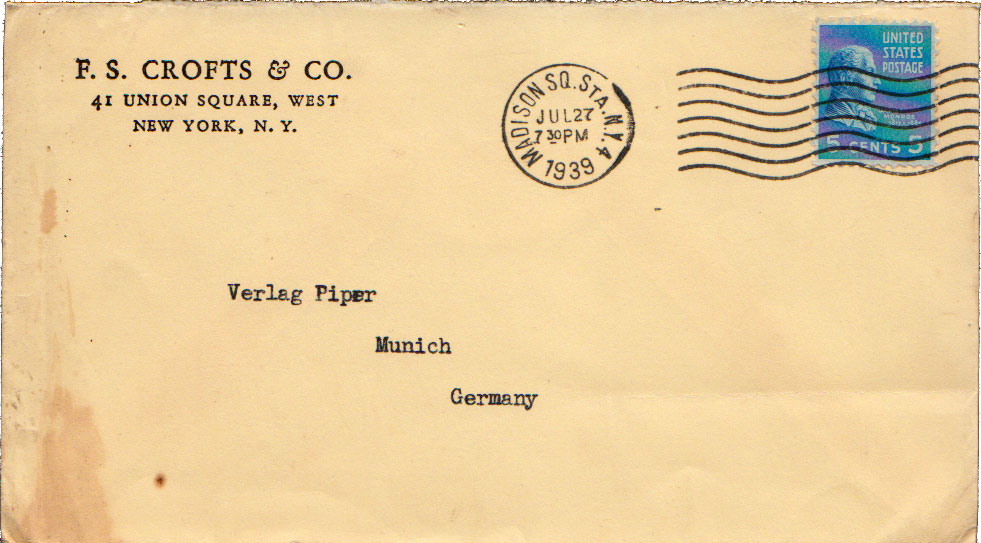 F. S. CROFTS & CO.
41 UNION SQUARE, WEST
NEW YORK, N. Y.
MADISON SQ. STA. N.Y. 4
JUL 27
7 30 PM
1939
UNITED
STATES
POSTAGE
MONROE
5 CENTS 5
Verlag Piper
Munich
Germany